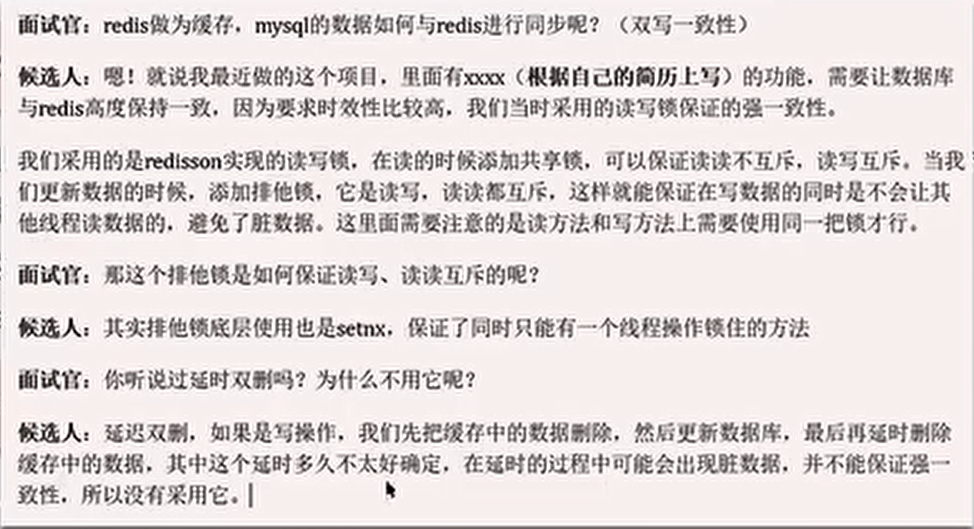 面试官：redis做为缓存，mysql的数据如何与redis进行同步呢？（双写一致性）
候选人：嗯！就说我最近做的这个项目，里面有xxxx（根据自己的简历上写）的功能，需要让数据库
与redis高度保持一致，因为要求时效性比较高，我们当时采用的读写锁保证的强一致性。
我们采用的是redisson实现的读写锁，在读的时候添加共享锁，可以保证读读不互斥，读写互斥。当我
们更新数据的时候，添加排他锁，它是读写，读读都互斥，这样就能保证在写数据的同时是不会让其
他线程读数据的，避免了脏数据。这里面需要注意的是读方法和写方法上需要使用同一把锁才行。
面试官：那这个排他锁是如何保证读写、读读互斥的呢？
候选人：其实排他锁底层使用也是setnx，保证了同时只能有一个线程操作锁住的方法
面试官：你听说过延时双删吗？为什么不用它呢？
候选人：延迟双删，如果是写操作，我们先把缓存中的数据删除，然后更新数据库，最后再延时删除
缓存中的数据，其中这个延时多久不太好确定，在延时的过程中可能会出现脏数据，并不能保证强一
致性，所以没有采用它。